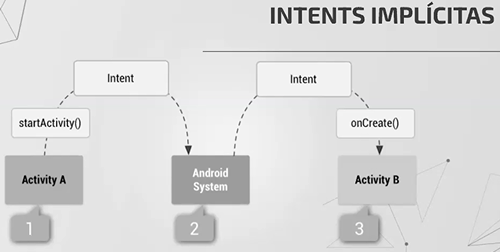 INTENTS IMPLÍCITAS
Intent
Intent
startActivity()
onCreate()
Activity A
Android
System
Activity B
1
2
3